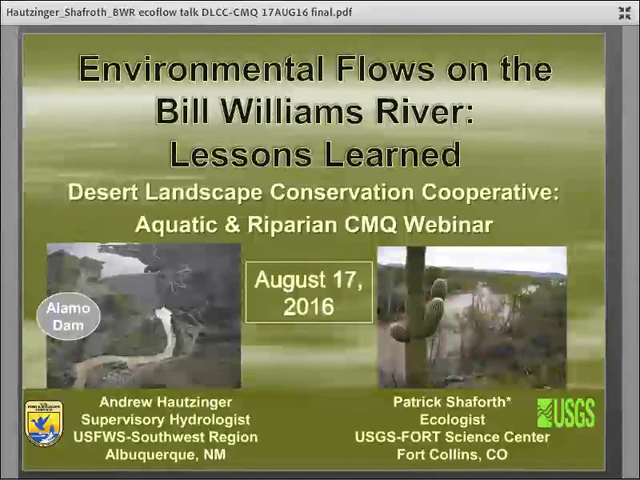 Hautzinger_Shafroth_BWR ecoflow talk DLCC-CMQ 17AUG16 final.pdf
Environmental Flows on the
Bill Williams River:
Lessons Learned
Desert Landscape Conservation Cooperative:
Aquatic & Riparian CMQ Webinar
Alamo
Dam
August 17,
2016
Andrew Hautzinger
Supervisory Hydrologist
USFWS-Southwest Region
Albuquerque, NM
Patrick Shaforth*
Ecologist
USGS-FORT Science Center
Fort Collins, CO
USGS